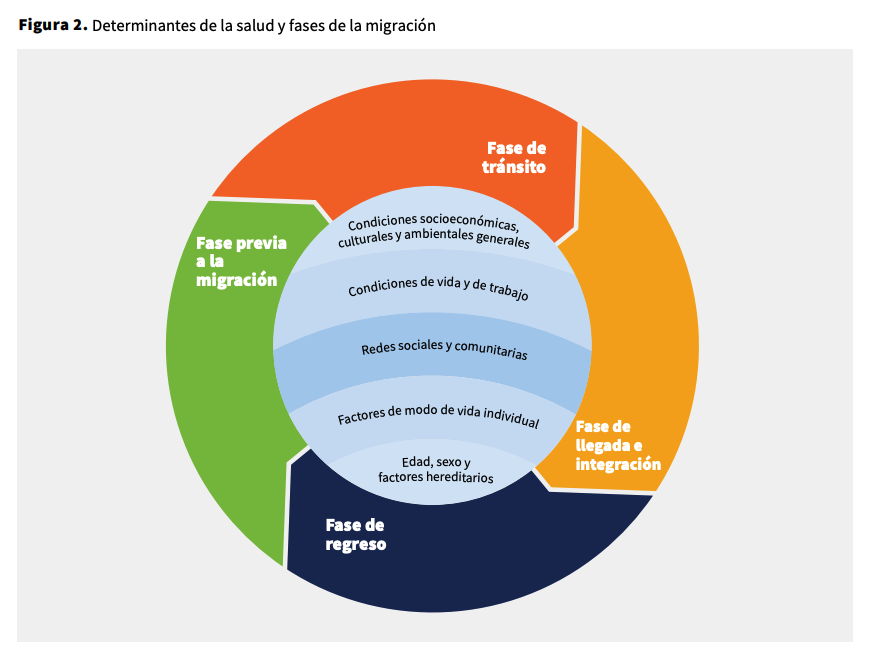 Figura 2. Determinantes de la salud y fases de la migración
Fase de
tránsito
Fase previa
a la
migración
Condiciones socioeconómicas,
culturales y ambientales generales
Condiciones de vida y de trabajo
Redes sociales y comunitarias
Factores de modo de vida individual
Edad, sexo y
factores hereditarios
Fase de
llegada e
integración
Fase de
regreso